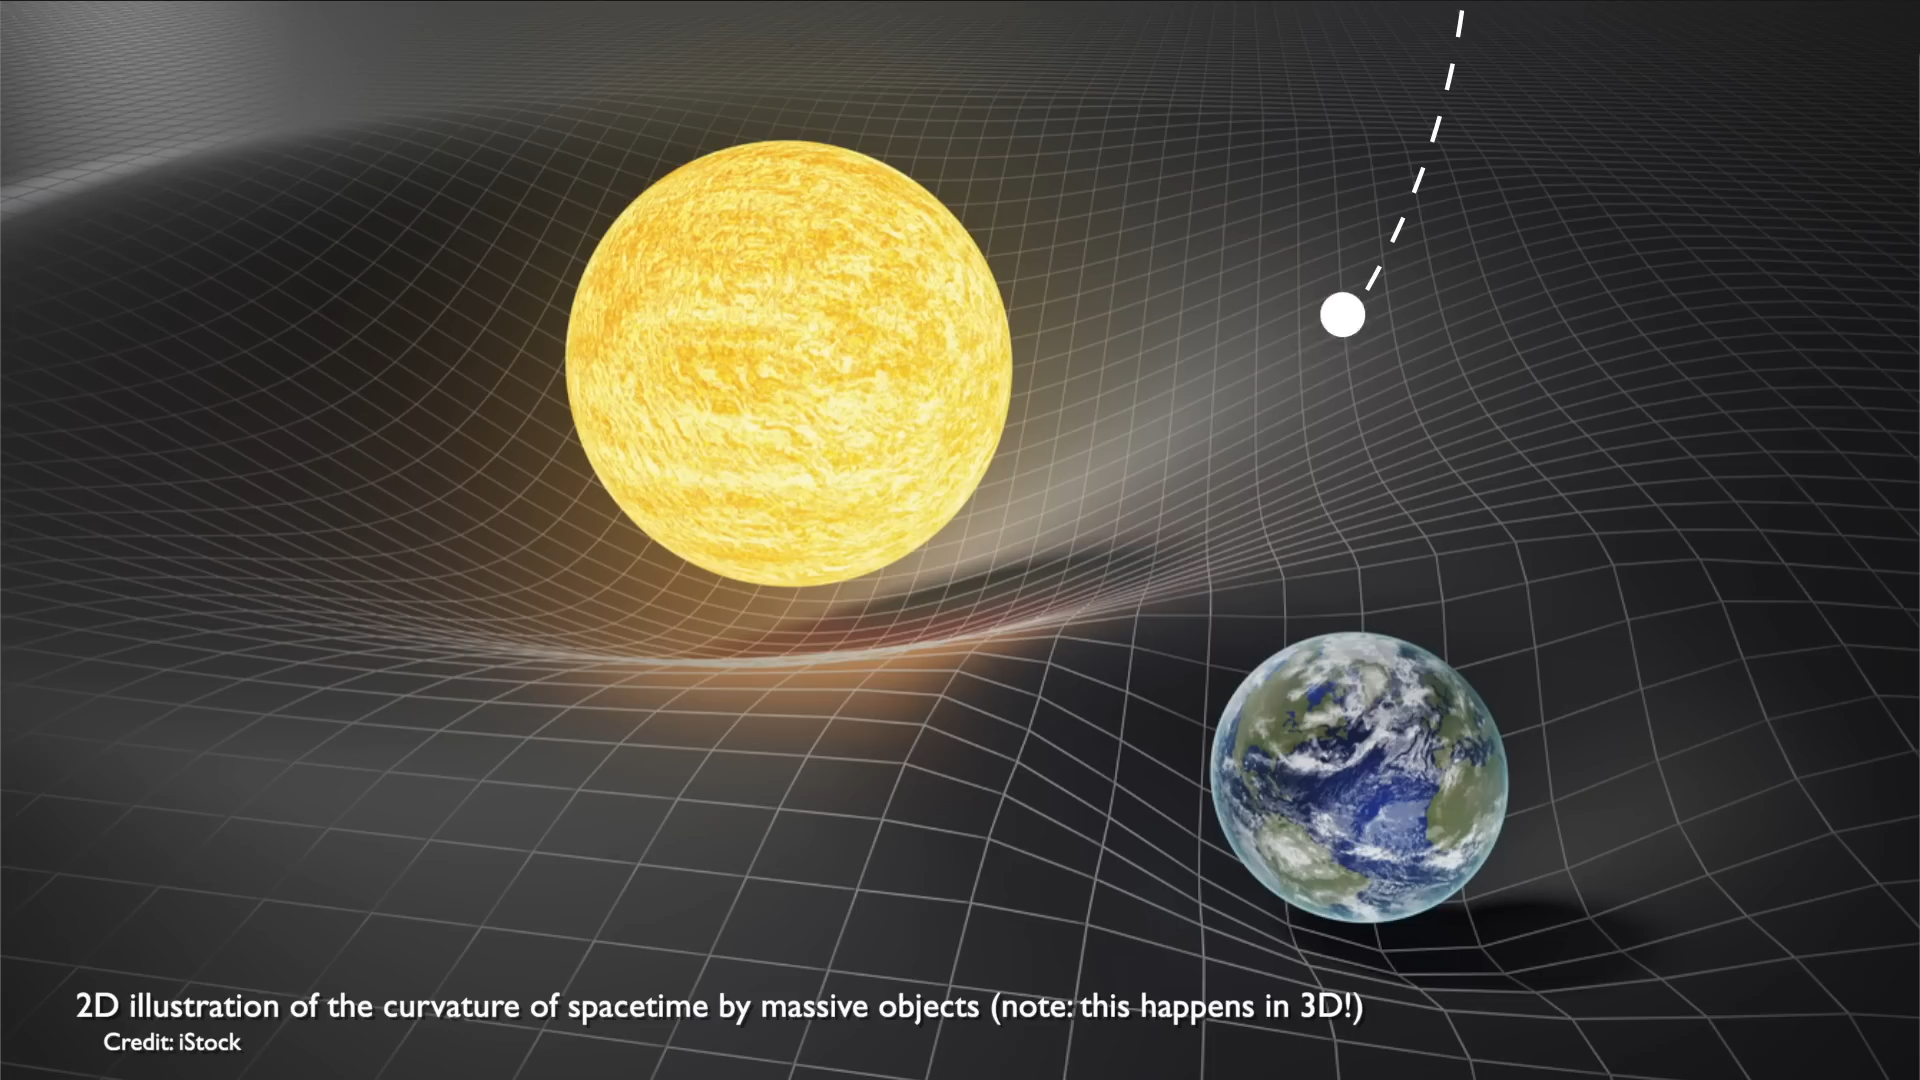 2D illustration of the curvature of spacetime by massive objects (note: this happens in 3D!)
Credit: iStock